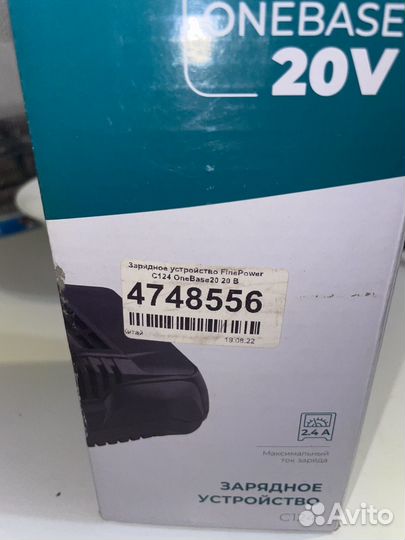 ONEBASE
20V
Зарядное устройство FinePower
C124 OneBase20 20 В
4748556
Китай
19.08.22
2.4 A
Максимальный
ток заряда
ЗАРЯДНОЕ
УСТРОЙСТВО
Avito